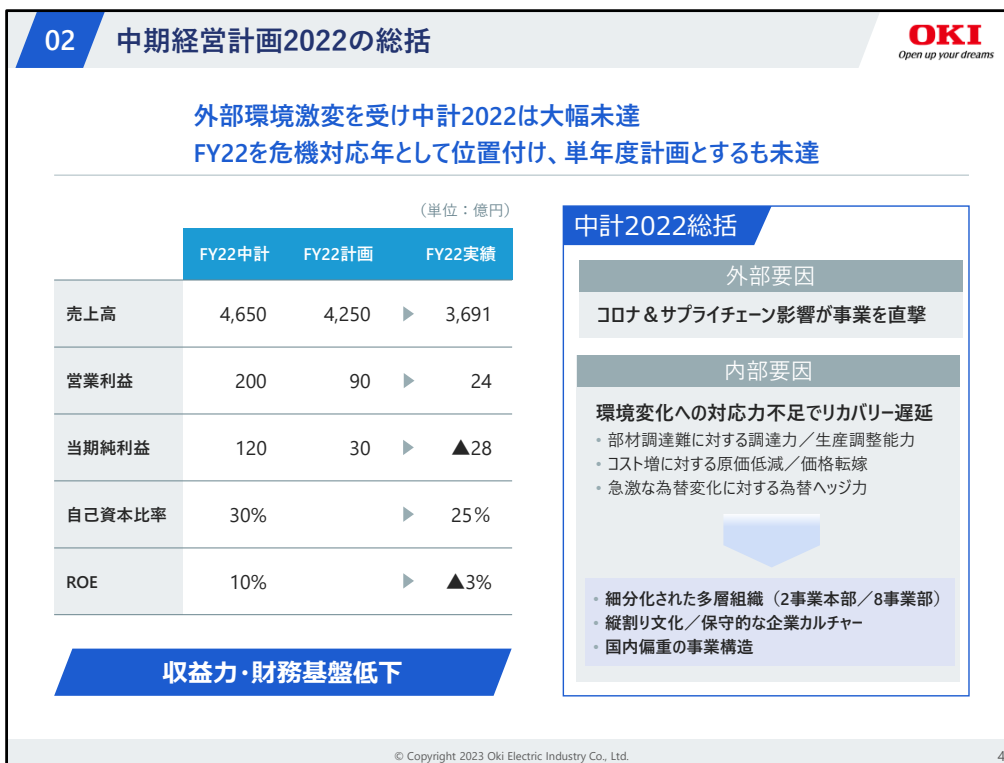 02 中期経営計画2022の総括
OKI
Open up your dreams
外部環境激変を受け中計2022は大幅未達
FY22を危機対応年として位置付け、単年度計画とするも未達
（単位：億円）
FY22中計 FY22計画 FY22実績
売上高 4,650 4,250 ▶ 3,691
営業利益 200 90 ▶ 24
当期純利益 120 30 ▶ ▲28
自己資本比率 30% ▶ 25%
ROE 10% ▶ ▲3%
収益力・財務基盤低下
中計2022総括
外部要因
コロナ＆サプライチェーン影響が事業を直撃
内部要因
環境変化への対応力不足でリカバリー遅延
• 部材調達難に対する調達力／生産調整能力
• コスト増に対する原価低減／価格転嫁
• 急激な為替変化に対する為替ヘッジ力
• 細分化された多層組織（2事業本部／8事業部）
• 縦割り文化／保守的な企業カルチャー
• 国内偏重の事業構造
© Copyright 2023 Oki Electric Industry Co., Ltd.
4